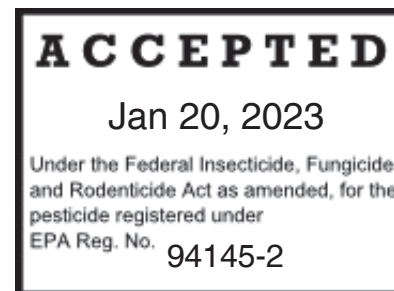 ACCEPTED
Jan 20, 2023
Under the Federal Insecticide, Fungicide
and Rodenticide Act as amended, for the
pesticide registered under
EPA Reg. No. 94145-2